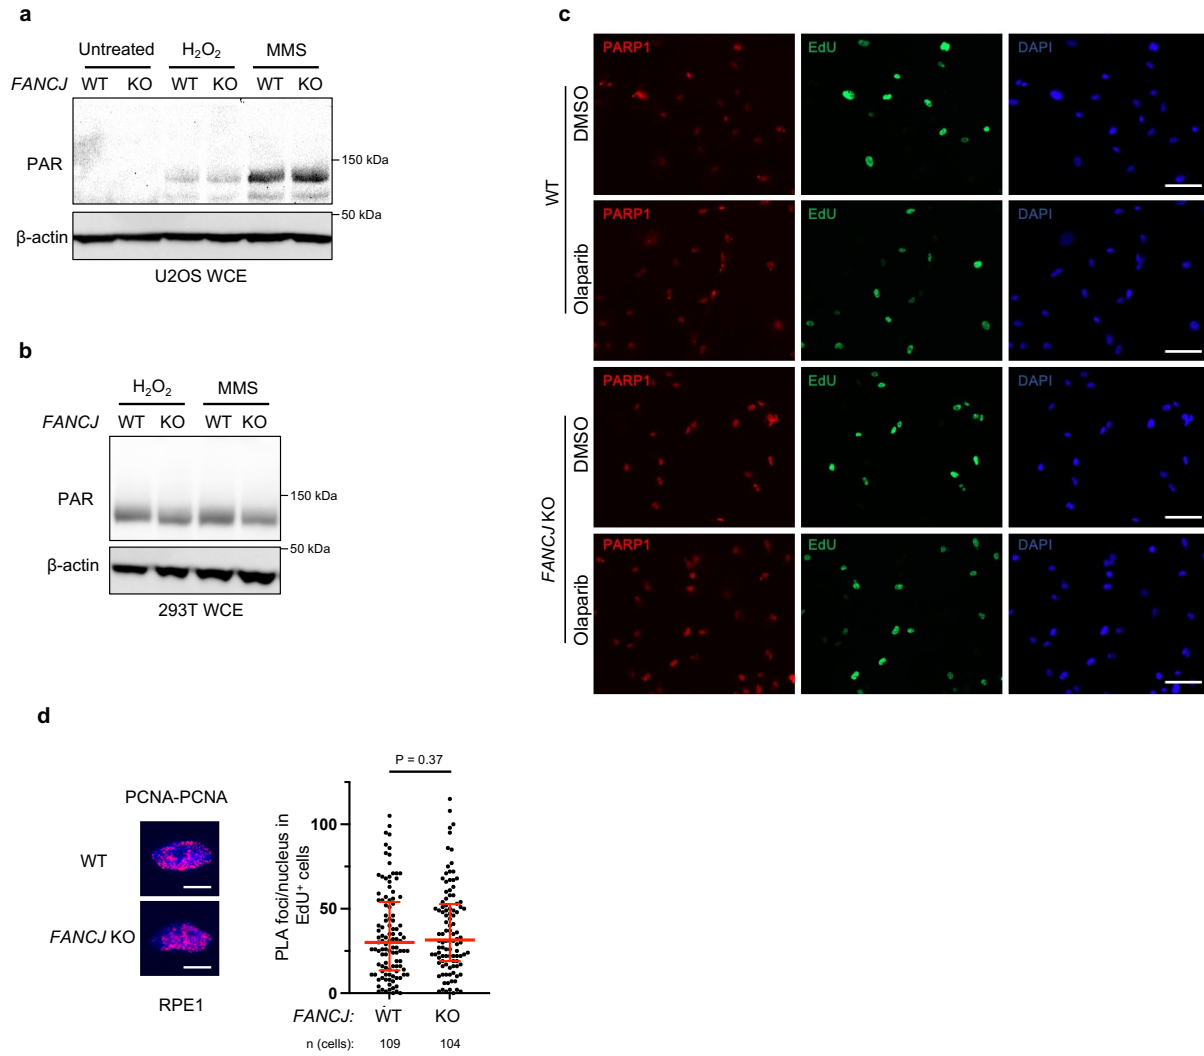 a
Untreated H₂O₂ MMS
FANCJ WT KO WT KO WT KO
PAR
150 kDa
50 kDa
β-actin
U2OS WCE
b
H₂O₂ MMS
FANCJ WT KO WT KO
PAR
150 kDa
50 kDa
β-actin
293T WCE
c
WT
DMSO
PARP1 EdU DAPI
Olaparib
PARP1 EdU DAPI
FANCJ KO
DMSO
PARP1 EdU DAPI
Olaparib
PARP1 EdU DAPI
d
PCNA-PCNA
WT
FANCJ KO
RPE1
P = 0.37
PLA foci/nucleus in
EdU⁺ cells
100
50
0
FANCJ: WT KO
n (cells): 109 104